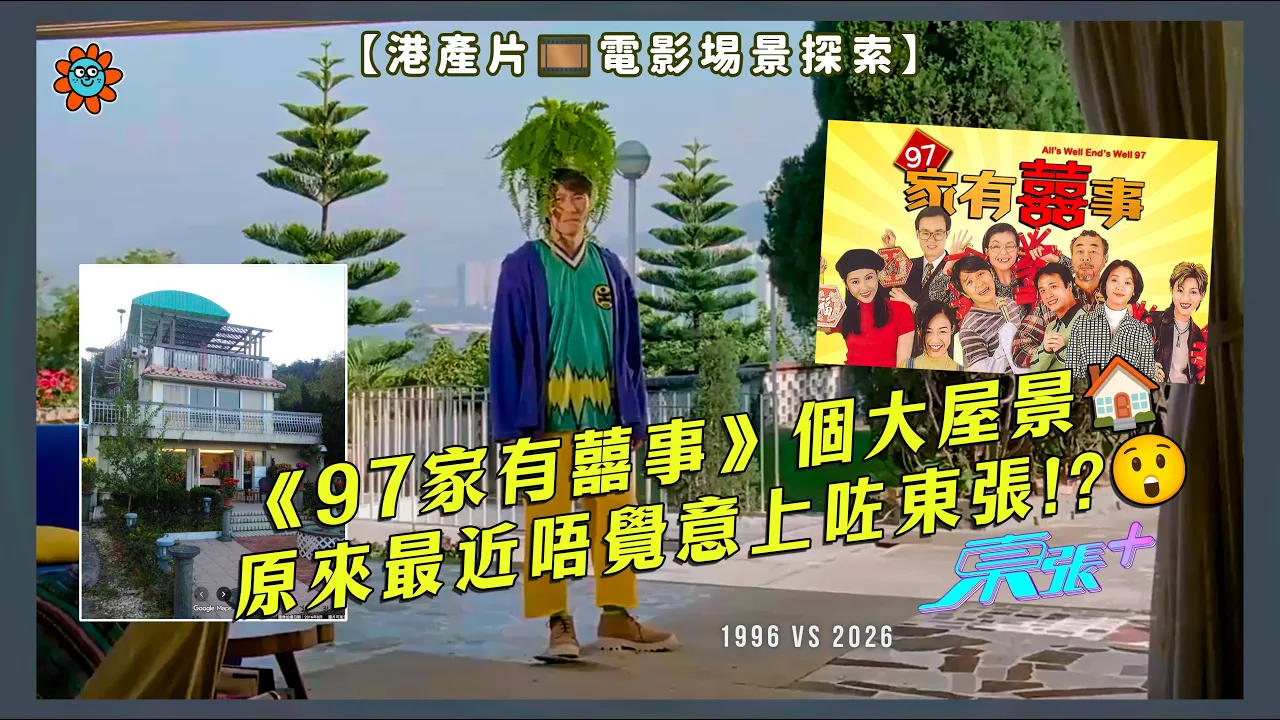 【港產片🎞️電影場景探索】
All's Well End's Well 97
97
家有囍事
福
《97家有囍事》個大屋景🏠
原來最近唔覺意上咗東張!?😲
東張+
Google Maps
1996 VS 2026